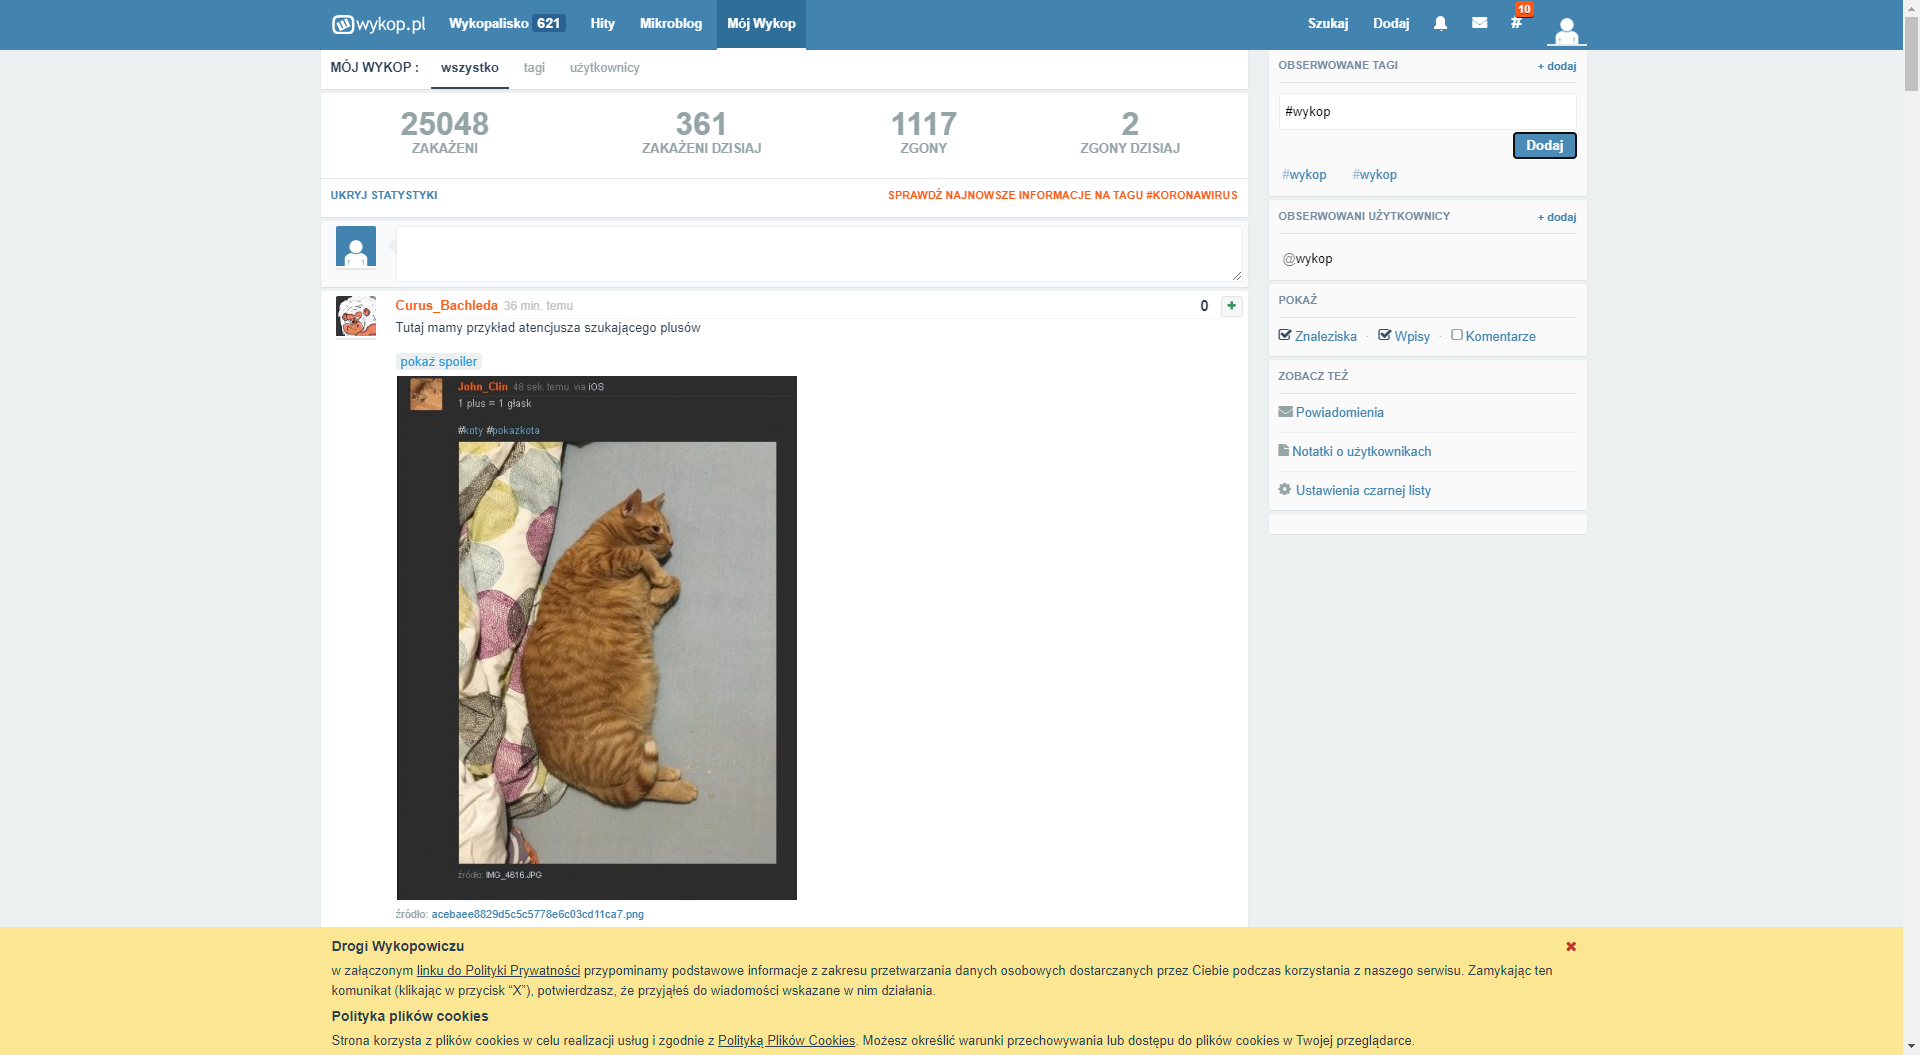 wykop.pl Wykopalisko 621 Hity Mikroblog Mój Wykop Szukaj Dodaj # 10
MÓJ WYKOP : wszystko tagi użytkownicy
25048 361 1117 2
ZAKAŻENI ZAKAŻENI DZISIAJ ZGONY ZGONY DZISIAJ
UKRYJ STATYSTYKI SPRAWDŹ NAJNOWSZE INFORMACJE NA TAGU #KORONAWIRUS
Curus_Bachleda 36 min. temu 0 +
Tutaj mamy przykład atencjusza szukającego plusów
pokaż spoiler
John_Clin 48 sek. temu via iOS
1 plus = 1 głask
#koty #pokazkota
źródło: IMG_4616.JPG
źródło: acebaee8829d5c5c5778e6c03cd11ca7.png
OBSERWOWANE TAGI + dodaj
#wykop
Dodaj
#wykop #wykop
OBSERWOWANI UŻYTKOWNICY + dodaj
@wykop
POKAŻ
Znaleziska · Wpisy · Komentarze
ZOBACZ TEŻ
Powiadomienia
Notatki o użytkownikach
Ustawienia czarnej listy
Drogi Wykopowiczu
w załączonym linku do Polityki Prywatności przypominamy podstawowe informacje z zakresu przetwarzania danych osobowych dostarczanych przez Ciebie podczas korzystania z naszego serwisu. Zamykając ten
komunikat (klikając w przycisk “X”), potwierdzasz, że przyjąłeś do wiadomości wskazane w nim działania.
Polityka plików cookies
Strona korzysta z plików cookies w celu realizacji usług i zgodnie z Polityką Plików Cookies. Możesz określić warunki przechowywania lub dostępu do plików cookies w Twojej przeglądarce.